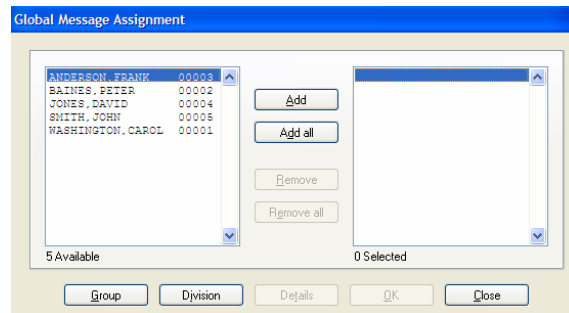 Global Message Assignment
ANDERSON,FRANK 00003
BAINES,PETER 00002
JONES,DAVID 00004
SMITH,JOHN 00005
WASHINGTON,CAROL 00001
Add
Add all
Remove
Remove all
5 Available
0 Selected
Group
Division
Details
OK
Close